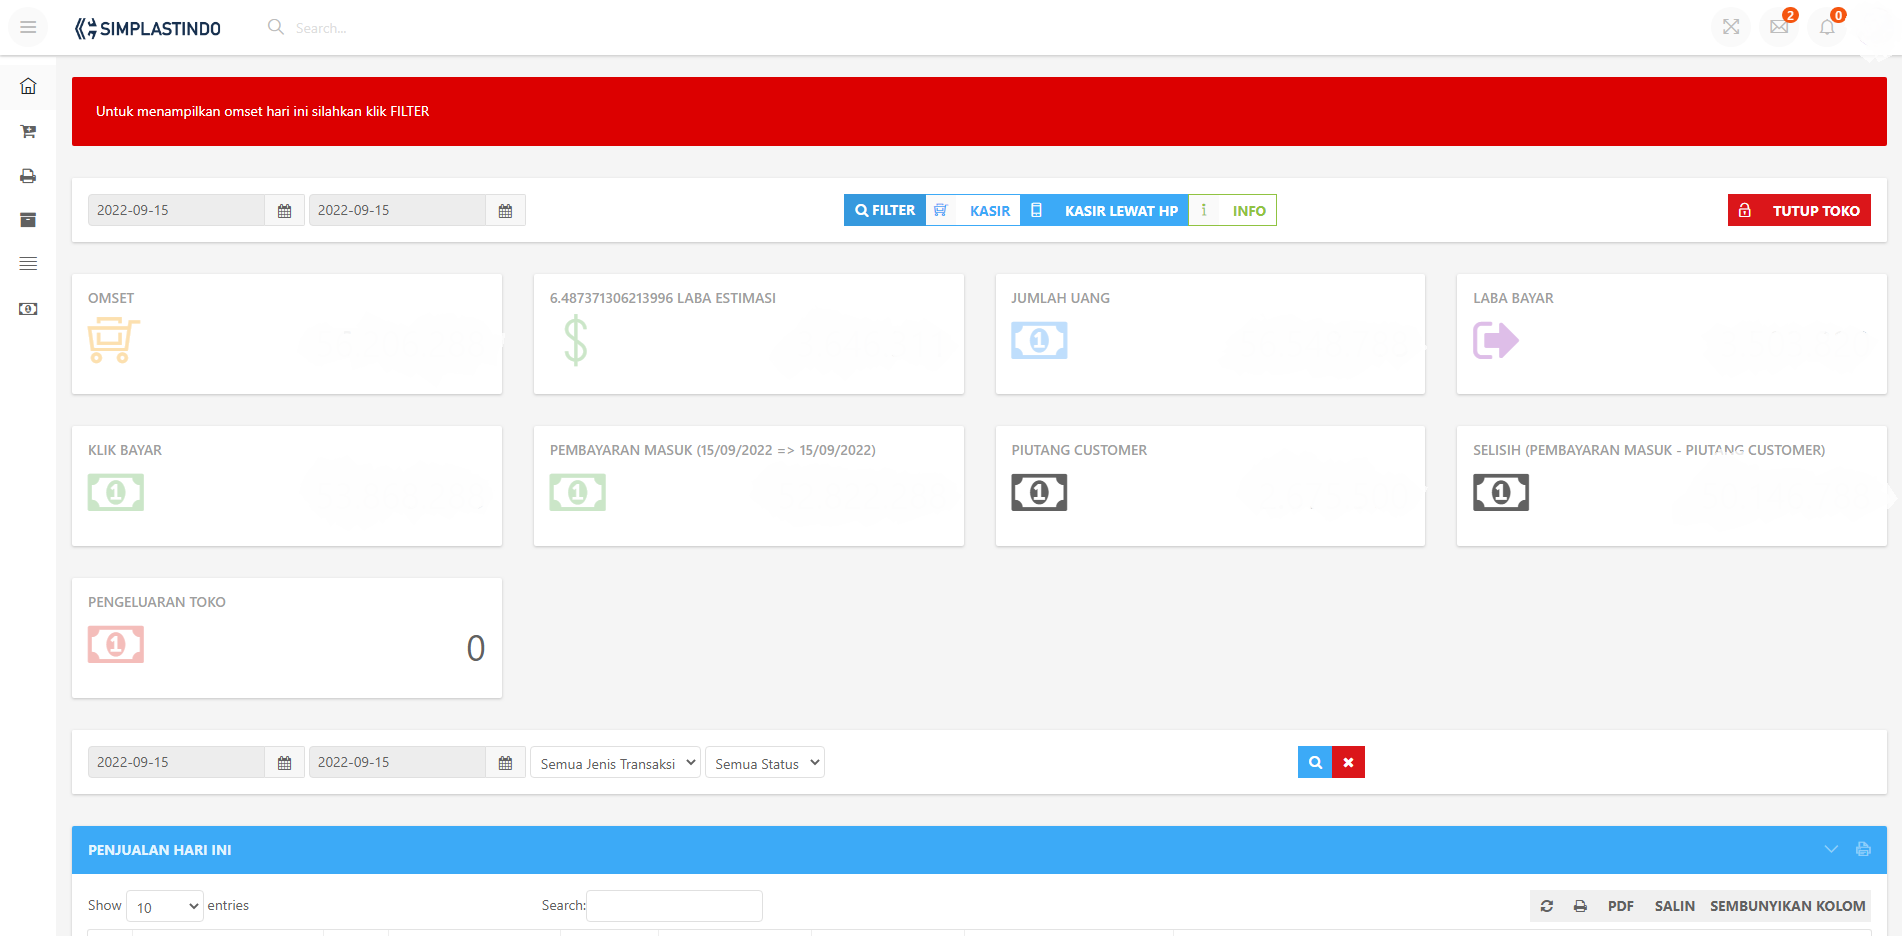 SIMPLASTINDO
Search...
2
0
Untuk menampilkan omset hari ini silahkan klik FILTER
2022-09-15
2022-09-15
FILTER
KASIR
KASIR LEWAT HP
INFO
TUTUP TOKO
OMSET
6.487371306213996 LABA ESTIMASI
JUMLAH UANG
LABA BAYAR
KLIK BAYAR
PEMBAYARAN MASUK (15/09/2022 => 15/09/2022)
PIUTANG CUSTOMER
SELISIH (PEMBAYARAN MASUK - PIUTANG CUSTOMER)
PENGELUARAN TOKO
0
2022-09-15
2022-09-15
Semua Jenis Transaksi
Semua Status
PENJUALAN HARI INI
Show 10 entries
Search:
PDF
SALIN
SEMBUNYIKAN KOLOM